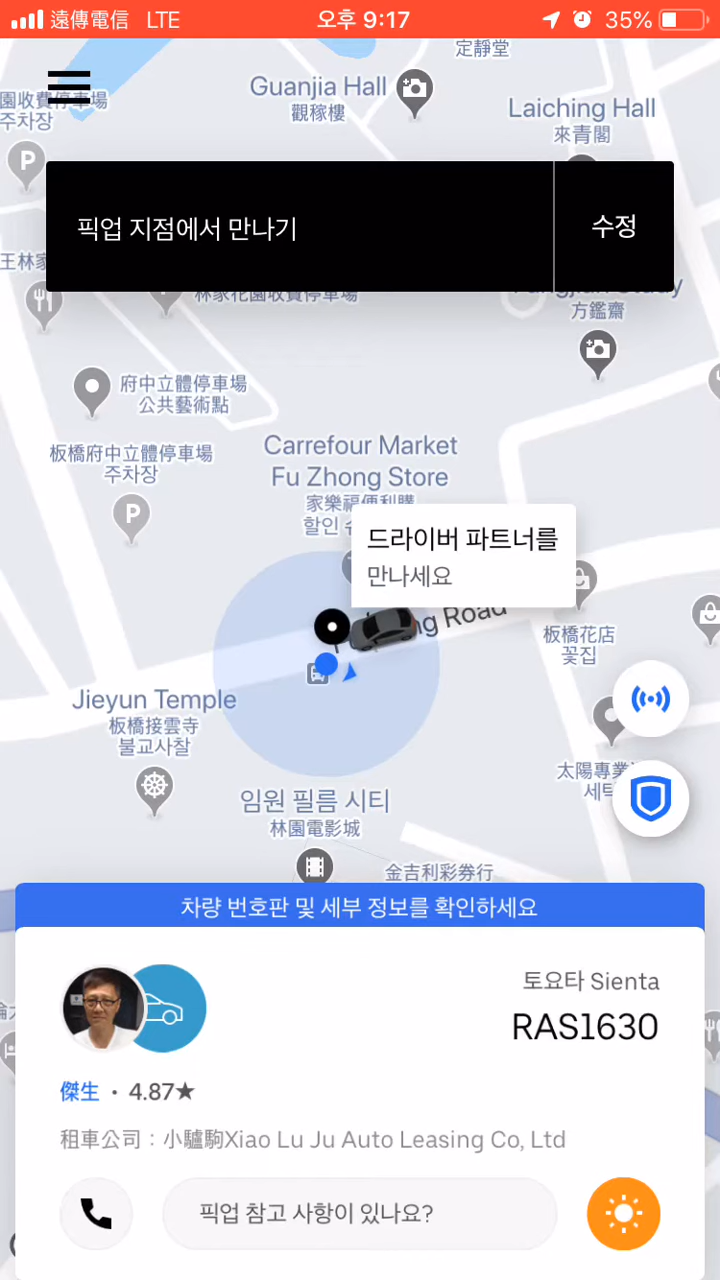 遠傳電信 LTE 오후 9:17 35%
定靜堂
Guanjia Hall
觀稼樓
Laiching Hall
來青閣
園收費停車場
주차장
P
픽업 지점에서 만나기
수정
王林家
林家花園收費停車場
方鑑齋
府中立體停車場
公共藝術點
板橋府中立體停車場
주차장
P
Carrefour Market
Fu Zhong Store
家樂福便利購
할인
드라이버 파트너를
만나세요
ng Road
板橋花店
꽃집
Jieyun Temple
板橋接雲寺
불교사찰
太陽專業
세탁
임원 필름 시티
林園電影城
金吉利彩券行
차량 번호판 및 세부 정보를 확인하세요
토요타 Sienta
RAS1630
傑生 · 4.87★
租車公司：小驢駒Xiao Lu Ju Auto Leasing Co, Ltd
픽업 참고 사항이 있나요?